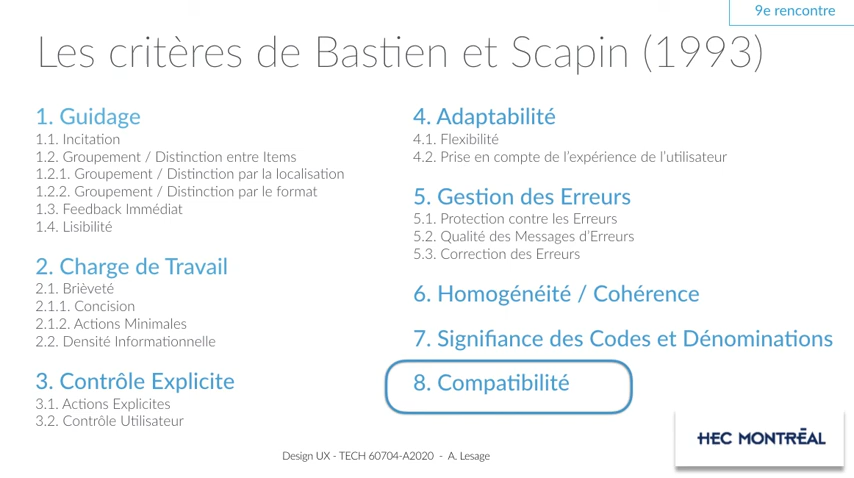 9e rencontre
Les critères de Bastien et Scapin (1993)
1. Guidage
1.1. Incitation
1.2. Groupement / Distinction entre Items
1.2.1. Groupement / Distinction par la localisation
1.2.2. Groupement / Distinction par le format
1.3. Feedback Immédiat
1.4. Lisibilité
2. Charge de Travail
2.1. Brièveté
2.1.1. Concision
2.1.2. Actions Minimales
2.2. Densité Informationnelle
3. Contrôle Explicite
3.1. Actions Explicites
3.2. Contrôle Utilisateur
4. Adaptabilité
4.1. Flexibilité
4.2. Prise en compte de l'expérience de l'utilisateur
5. Gestion des Erreurs
5.1. Protection contre les Erreurs
5.2. Qualité des Messages d'Erreurs
5.3. Correction des Erreurs
6. Homogénéité / Cohérence
7. Signifiance des Codes et Dénominations
8. Compatibilité
Design UX - TECH 60704-A2020 - A. Lesage
HEC MONTRĒAL